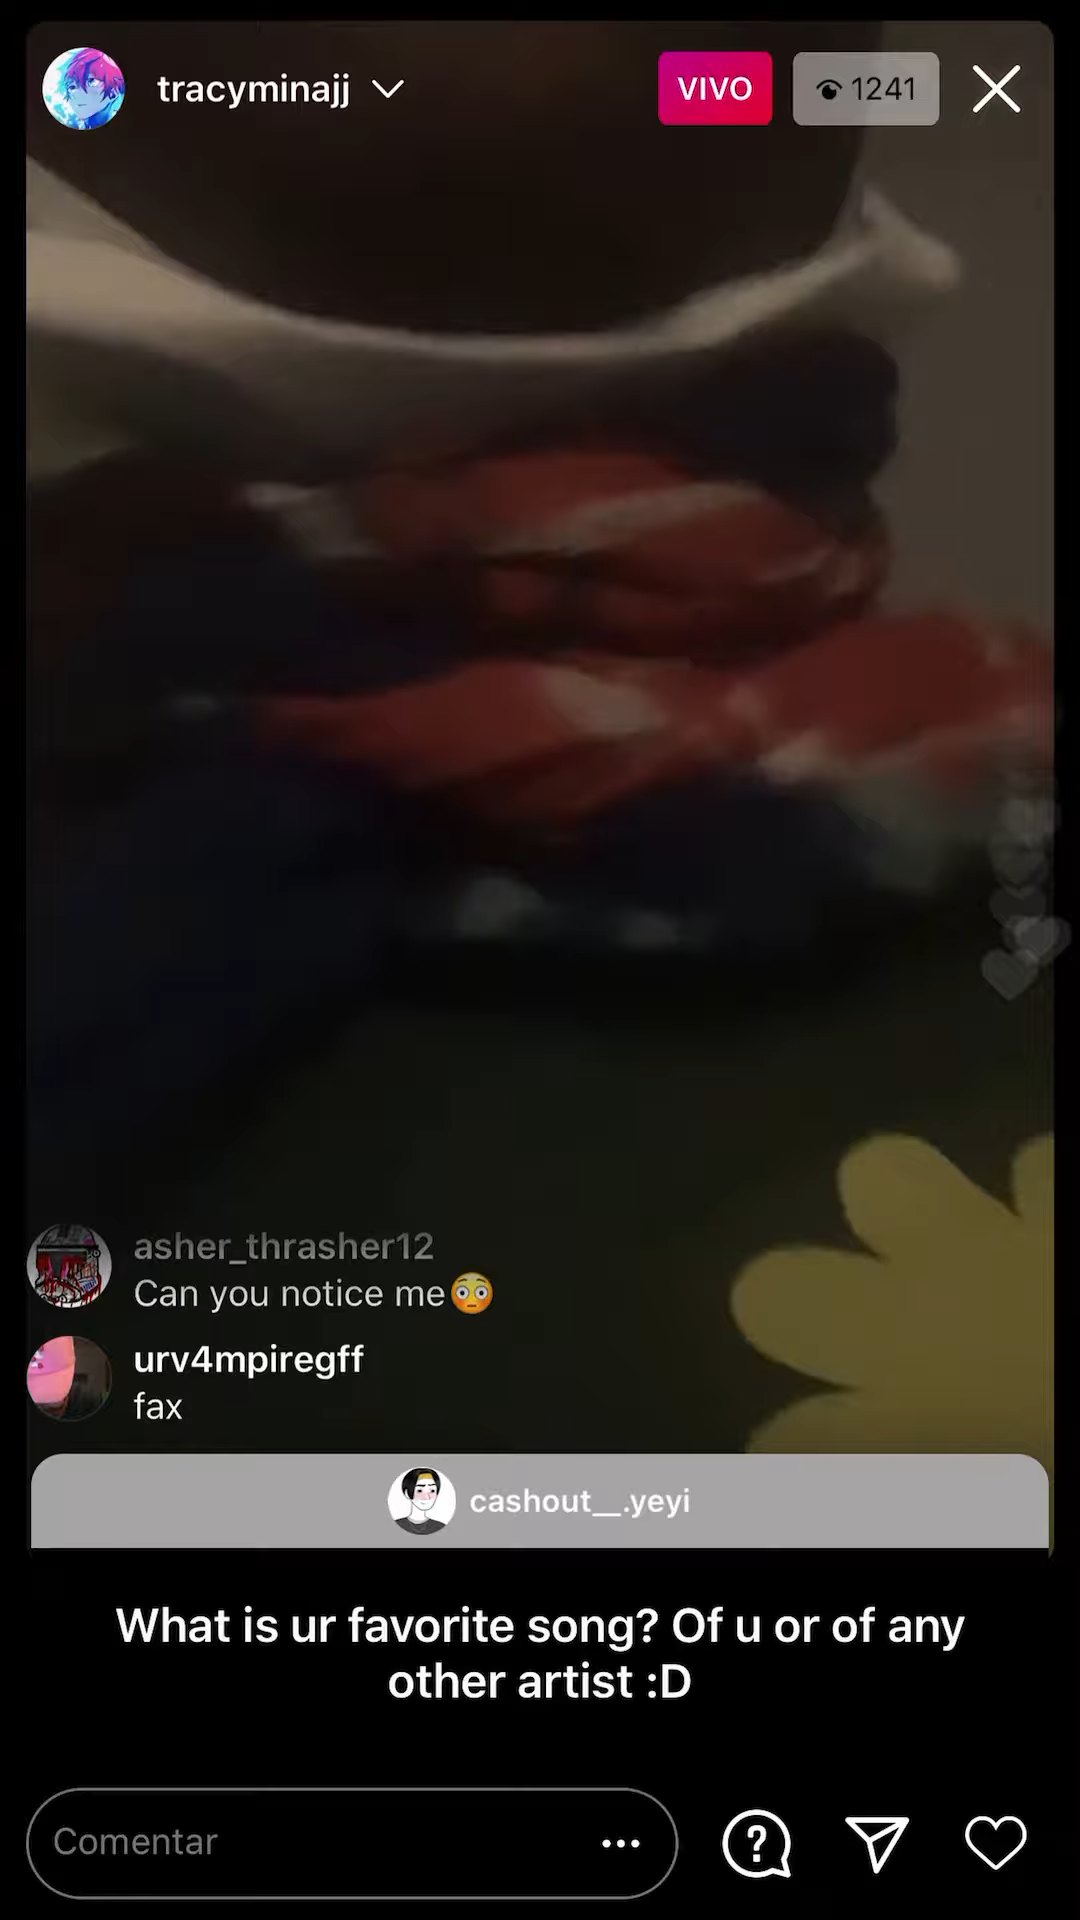 tracyminajj
VIVO
1241
asher_thrasher12
Can you notice me😳
urv4mpiregff
fax
cashout__.yeyi
What is ur favorite song? Of u or of any
other artist :D
Comentar